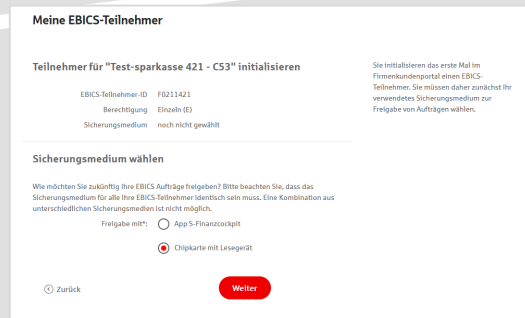 Meine EBICS-Teilnehmer
Teilnehmer für "Test-sparkasse 421 - C53" initialisieren
EBICS-Teilnehmer-ID F0211421
Berechtigung Einzeln (E)
Sicherungsmedium noch nicht gewählt
Sie initialisieren das erste Mal im
Firmenkundenportal einen EBICS-
Teilnehmer. Sie müssen daher zunächst Ihr
verwendetes Sicherungsmedium zur
Freigabe von Aufträgen wählen.
Sicherungsmedium wählen
Wie möchten Sie zukünftig Ihre EBICS Aufträge freigeben? Bitte beachten Sie, dass das
Sicherungsmedium für alle Ihre EBICS-Teilnehmer identisch sein muss. Eine Kombination aus
unterschiedlichen Sicherungsmedien ist nicht möglich.
Freigabe mit*: App S-Finanzcockpit
Chipkarte mit Lesegerät
Zurück
Weiter